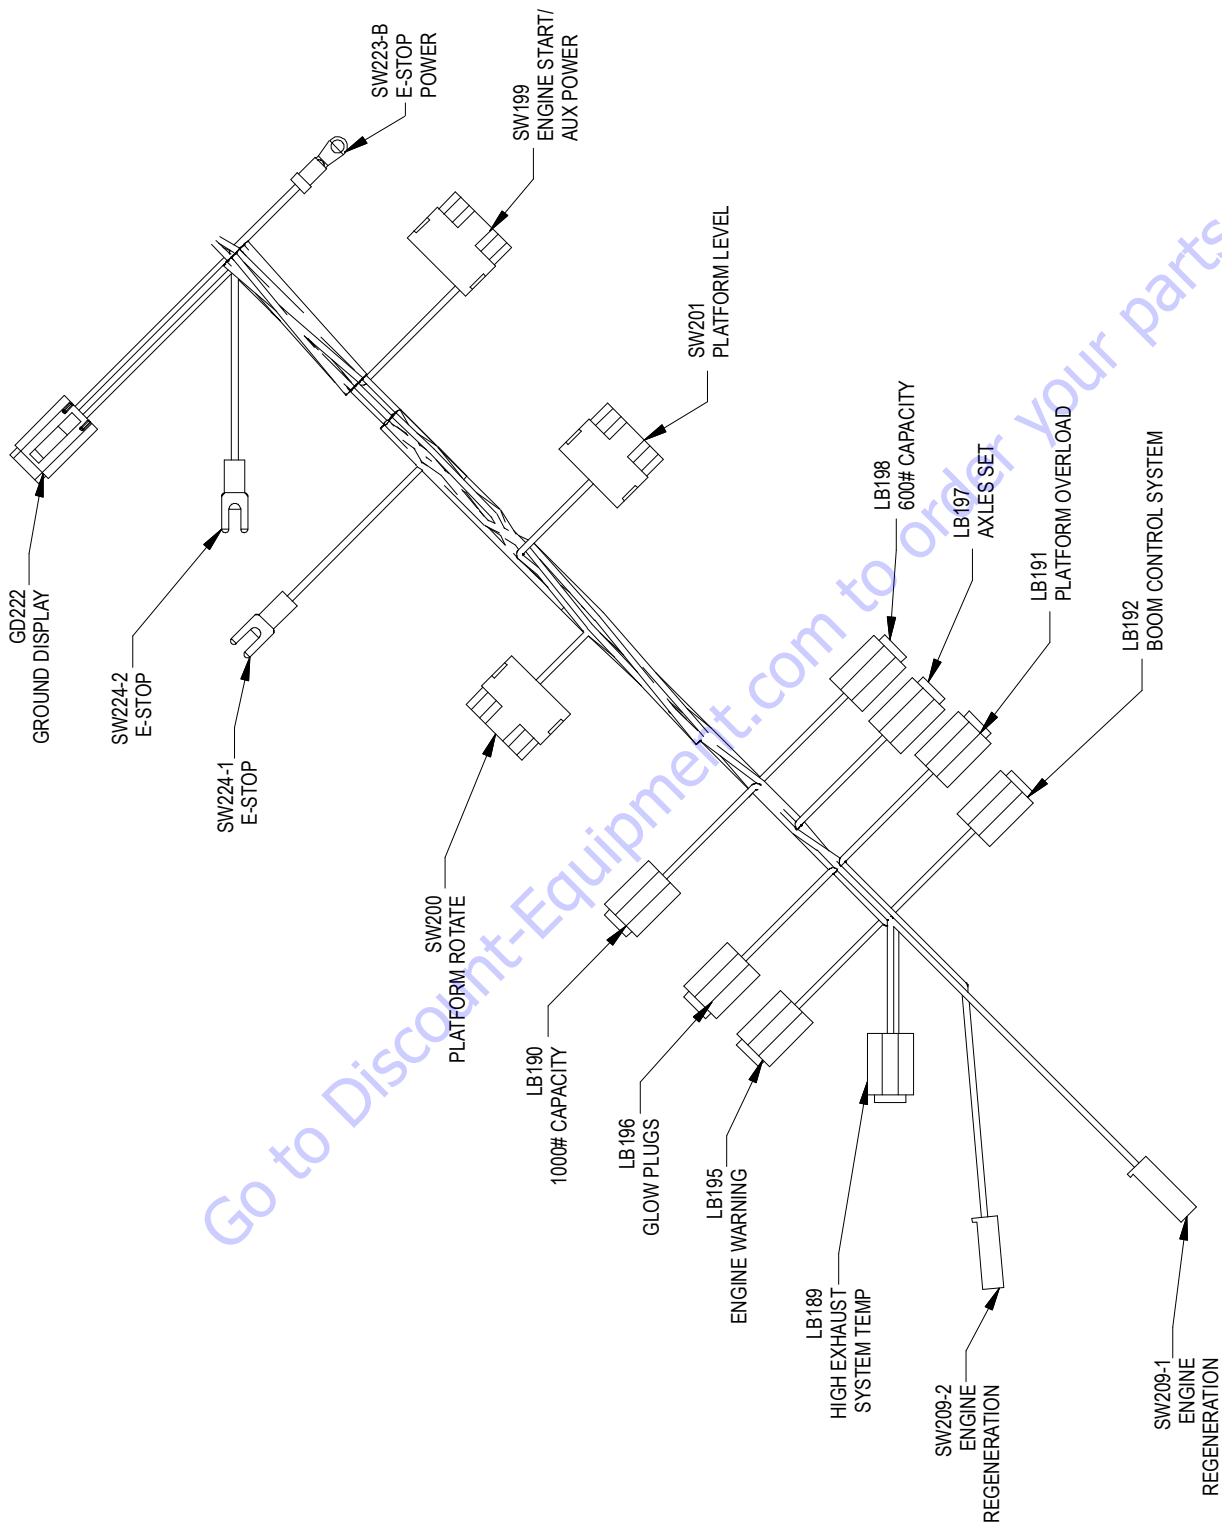 GD222
GROUND DISPLAY
SW224-2
E-STOP
SW224-1
E-STOP
SW200
PLATFORM ROTATE
LB190
1000# CAPACITY
LB196
GLOW PLUGS
LB195
ENGINE WARNING
LB189
HIGH EXHAUST
SYSTEM TEMP
SW209-2
ENGINE
REGENERATION
SW209-1
ENGINE
REGENERATION
SW223-B
E-STOP
POWER
SW199
ENGINE START/
AUX POWER
SW201
PLATFORM LEVEL
LB198
600# CAPACITY
LB197
AXLES SET
LB191
PLATFORM OVERLOAD
LB192
BOOM CONTROL SYSTEM
Go to Discount-Equipment.com to order your parts